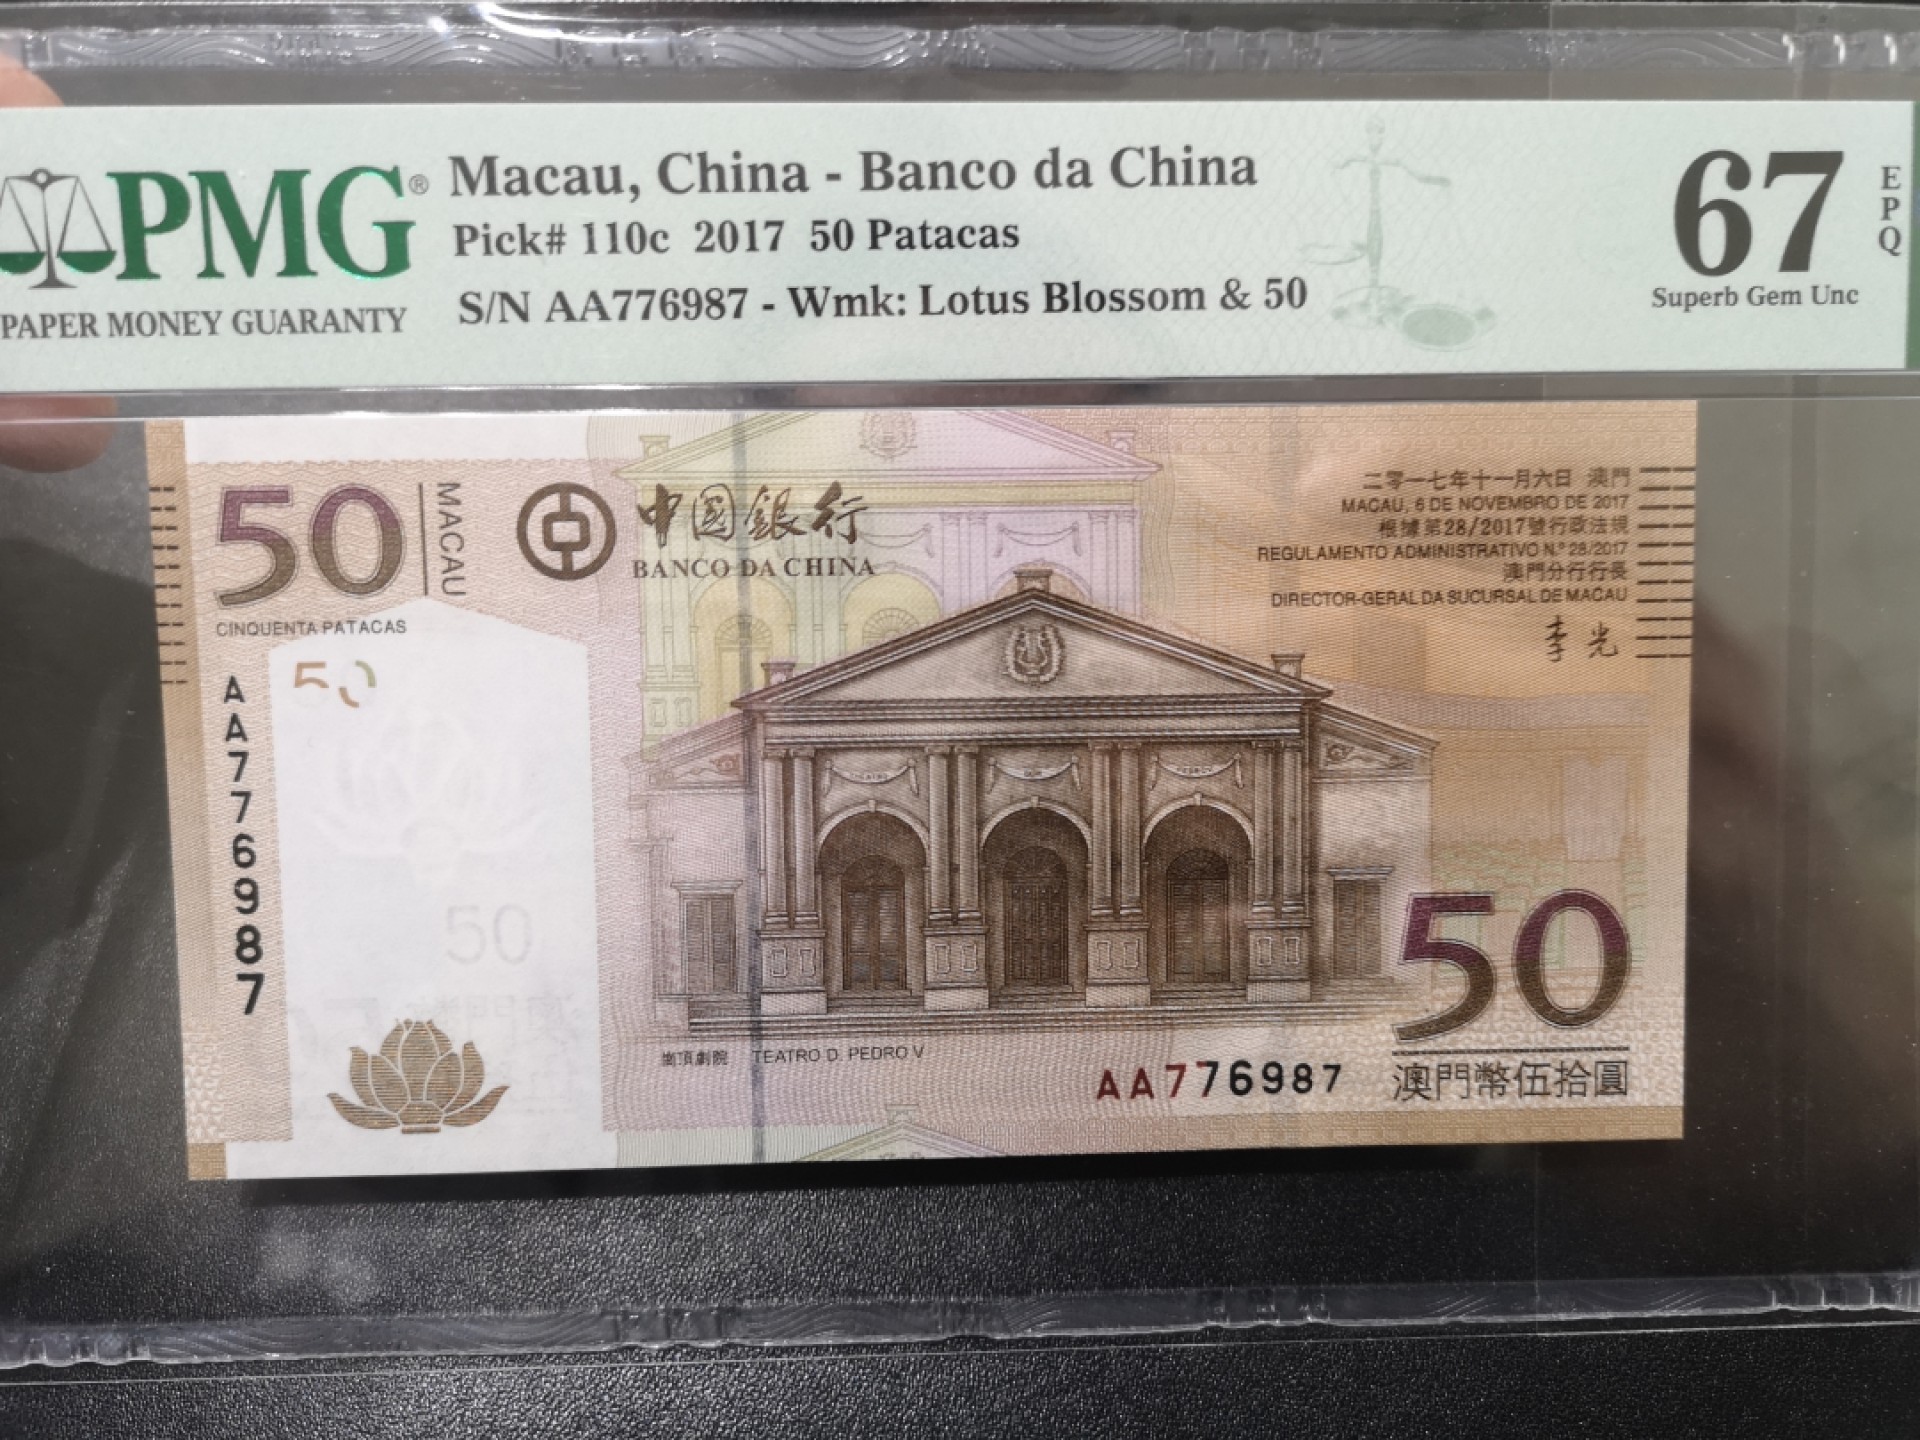 PMG®
PAPER MONEY GUARANTY
Macau, China - Banco da China
Pick# 110c 2017 50 Patacas
S/N AA776987 - Wmk: Lotus Blossom & 50
67
EPQ
Superb Gem Unc
50
MACAU
CINQUENTA PATACAS
中國銀行
BANCO DA CHINA
二零一七年十一月六日 澳門
MACAU, 6 DE NOVEMBRO DE 2017
根據第28/2017號行政法規
REGULAMENTO ADMINISTRATIVO N.º 28/2017
澳門分行行長
DIRECTOR-GERAL DA SUCURSAL DE MACAU
李光
50
AA776987
50
崗頂劇院 TEATRO D. PEDRO V
AA776987
50
澳門幣伍拾圓